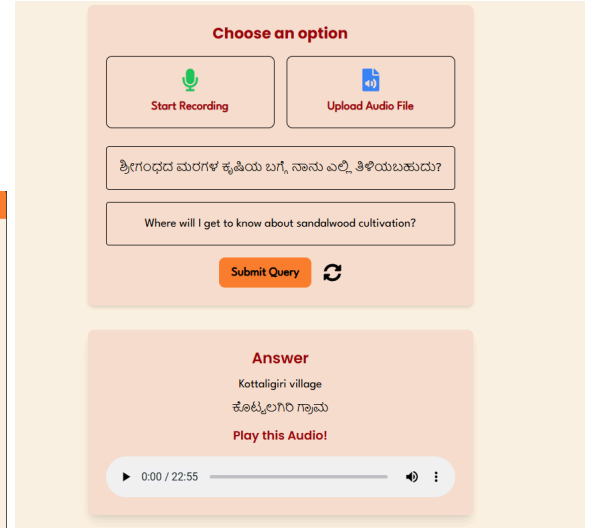 Choose an option
Start Recording
Upload Audio File
ಶ್ರೀಗಂಧದ ಮರಗಳ ಕೃಷಿಯ ಬಗ್ಗೆ ನಾನು ಎಲ್ಲಿ ತಿಳಿಯಬಹುದು?
Where will I get to know about sandalwood cultivation?
Submit Query
Answer
Kottaligiri village
ಕೊಟ್ಟಲಗಿರಿ ಗ್ರಾಮ
Play this Audio!
0:00 / 22:55